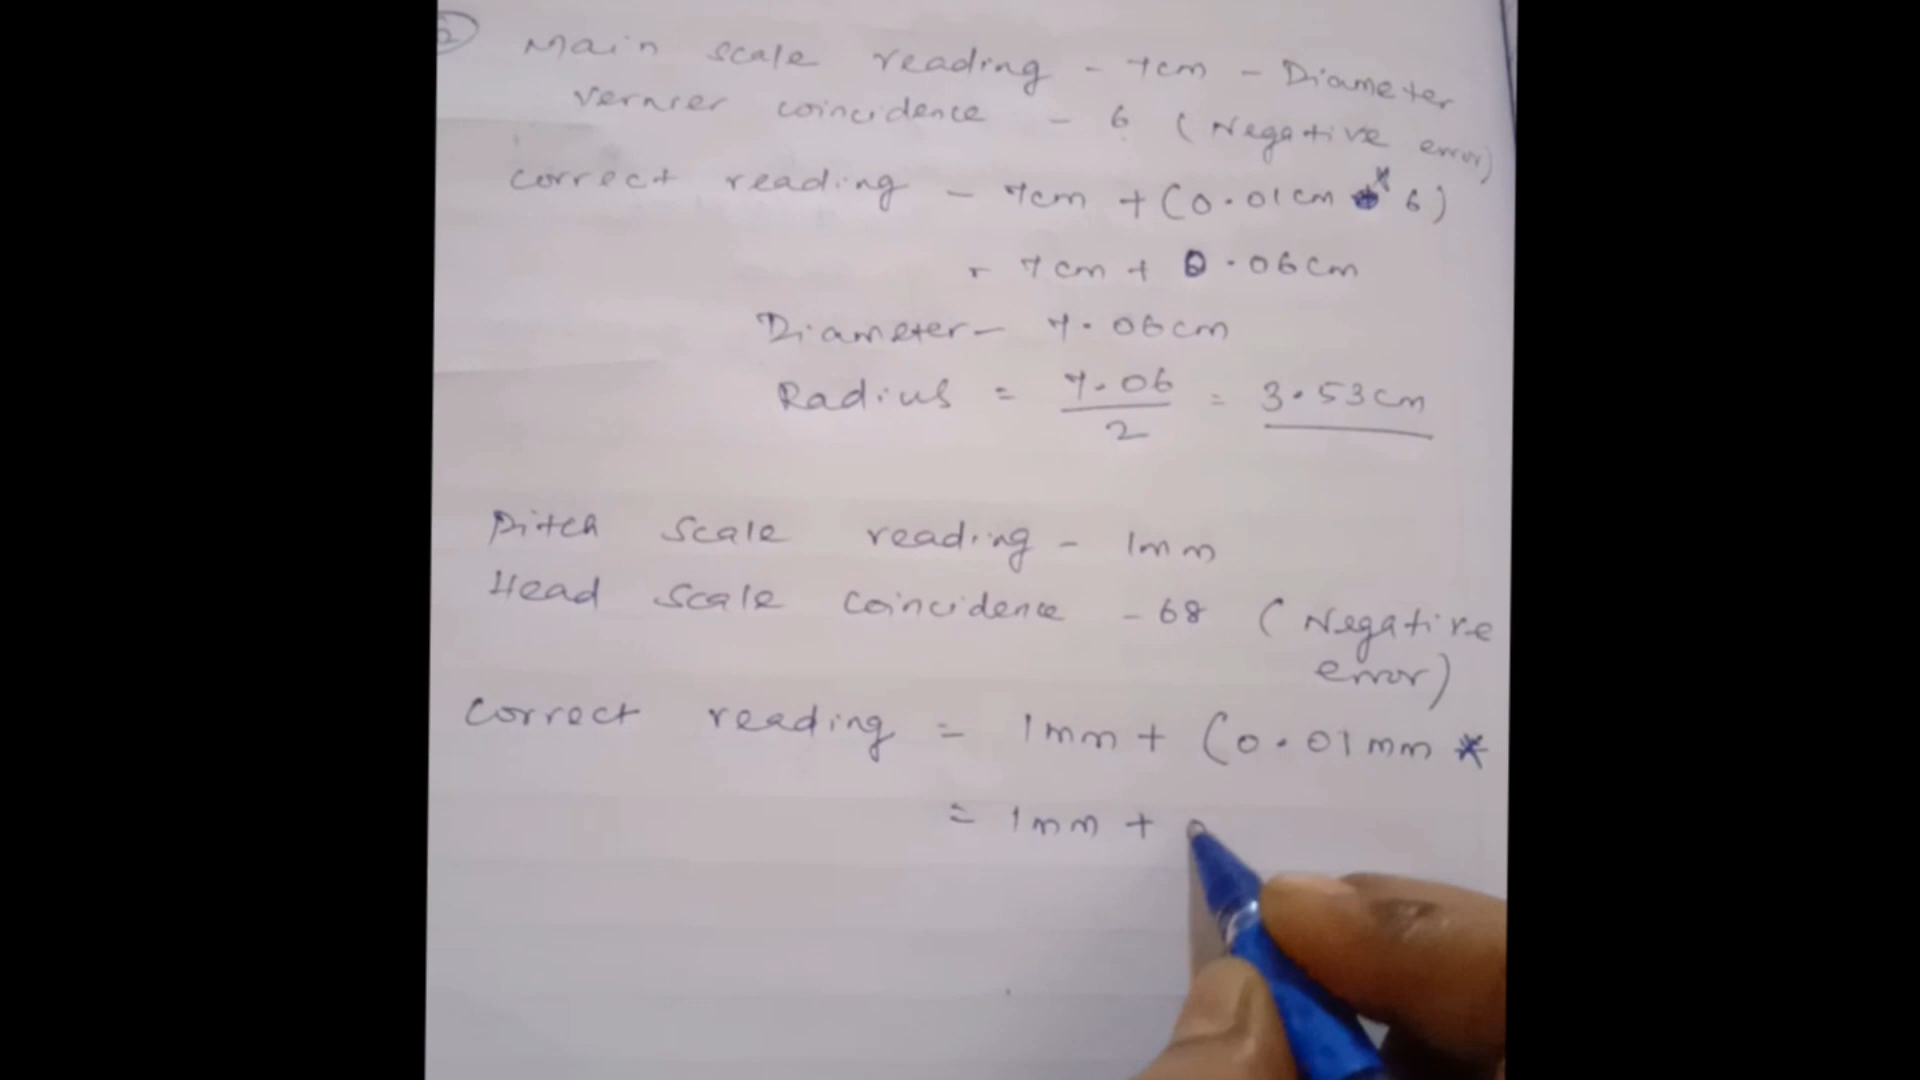 2
Main scale reading - 7cm - Diameter
Vernier coincidence - 6 (Negative error)
correct reading - 7cm + (0.01cm * 6)
= 7cm + 0.06cm
Diameter - 7.06cm
Radius = 7.06 / 2 = 3.53cm
Pitch scale reading - 1mm
Head scale coincidence - 68 (Negative
error)
correct reading = 1mm + (0.01mm *
= 1mm + 0